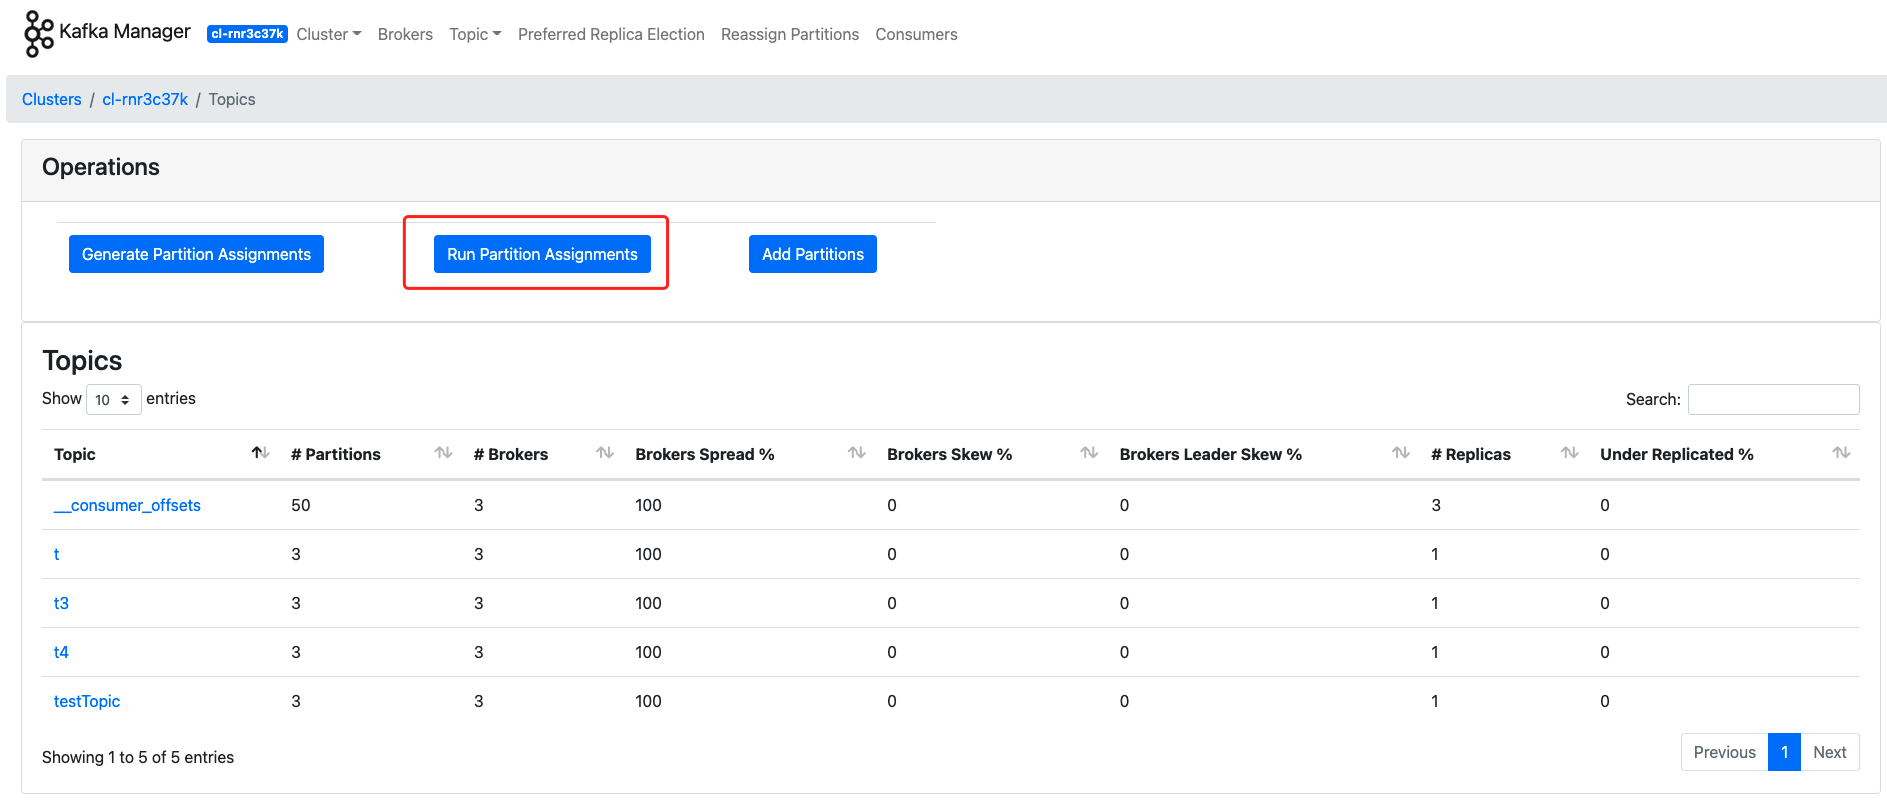 Kafka Manager cl-rnr3c37k Cluster Brokers Topic Preferred Replica Election Reassign Partitions Consumers
Clusters / cl-rnr3c37k / Topics
Operations
Generate Partition Assignments Run Partition Assignments Add Partitions
Topics
Show 10 entries Search:
Topic # Partitions # Brokers Brokers Spread % Brokers Skew % Brokers Leader Skew % # Replicas Under Replicated %
__consumer_offsets 50 3 100 0 0 3 0
t 3 3 100 0 0 1 0
t3 3 3 100 0 0 1 0
t4 3 3 100 0 0 1 0
testTopic 3 3 100 0 0 1 0
Showing 1 to 5 of 5 entries Previous 1 Next